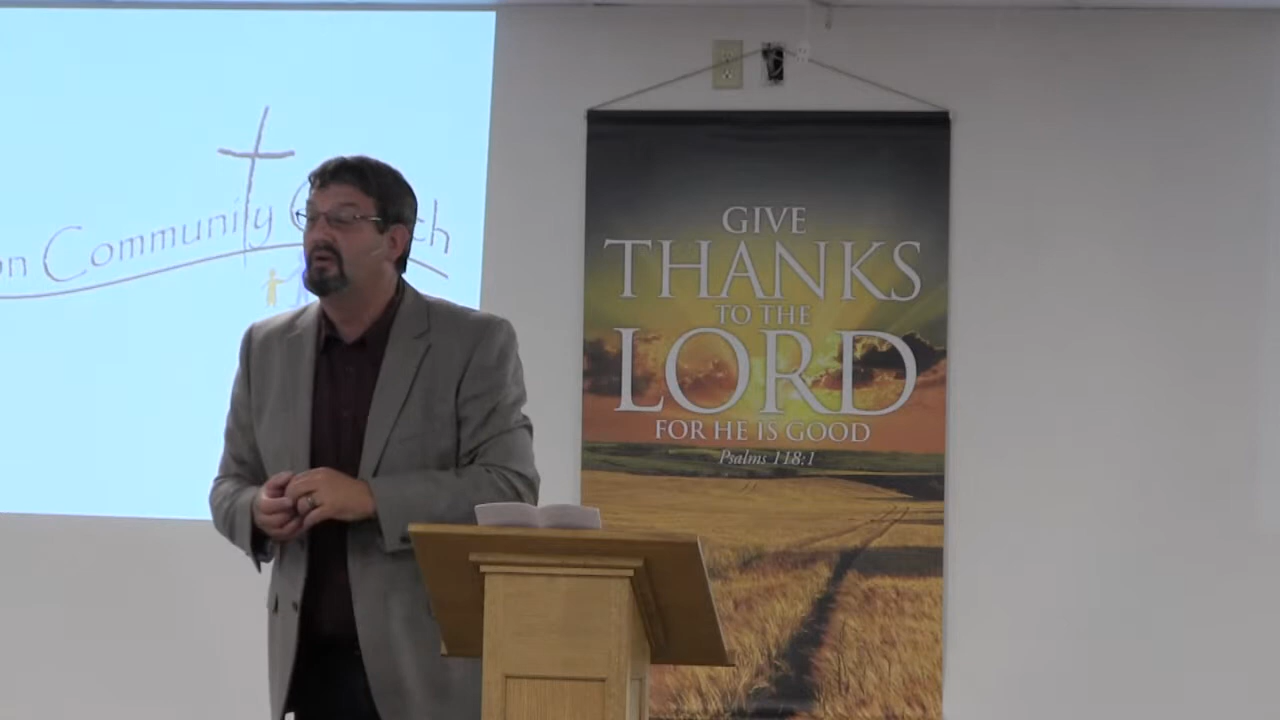 Community
GIVE
THANKS
TO THE
LORD
FOR HE IS GOOD
Psalms 118:1